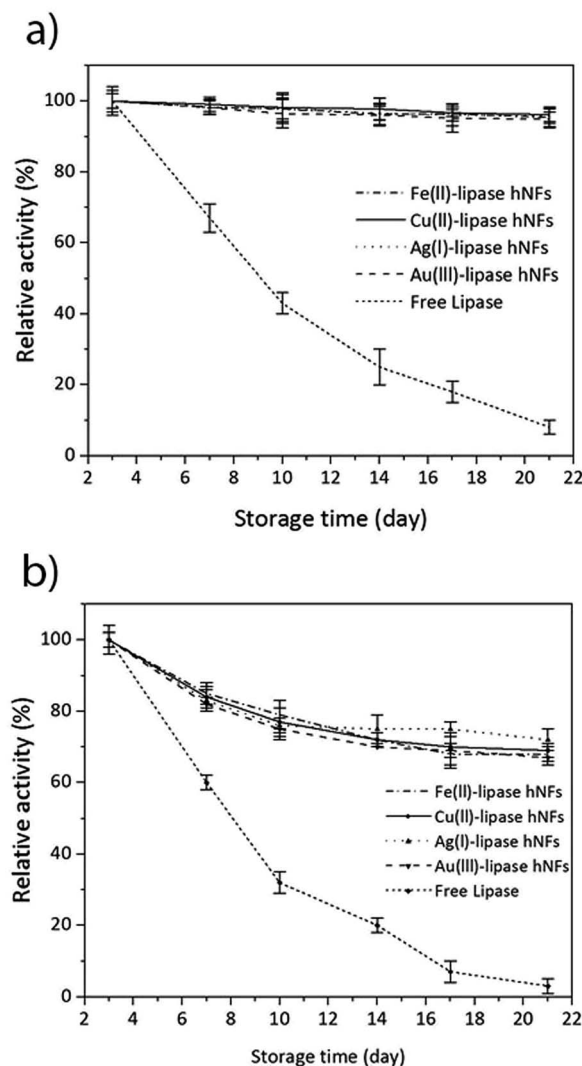 a)
100
80
60
40
20
0
Relative activity (%)
Fe(II)-lipase hNFs
Cu(II)-lipase hNFs
Ag(I)-lipase hNFs
Au(III)-lipase hNFs
Free Lipase
2 4 6 8 10 12 14 16 18 20 22
Storage time (day)
b)
100
80
60
40
20
0
Relative activity (%)
Fe(II)-lipase hNFs
Cu(II)-lipase hNFs
Ag(I)-lipase hNFs
Au(III)-lipase hNFs
Free Lipase
2 4 6 8 10 12 14 16 18 20 22
Storage time (day)